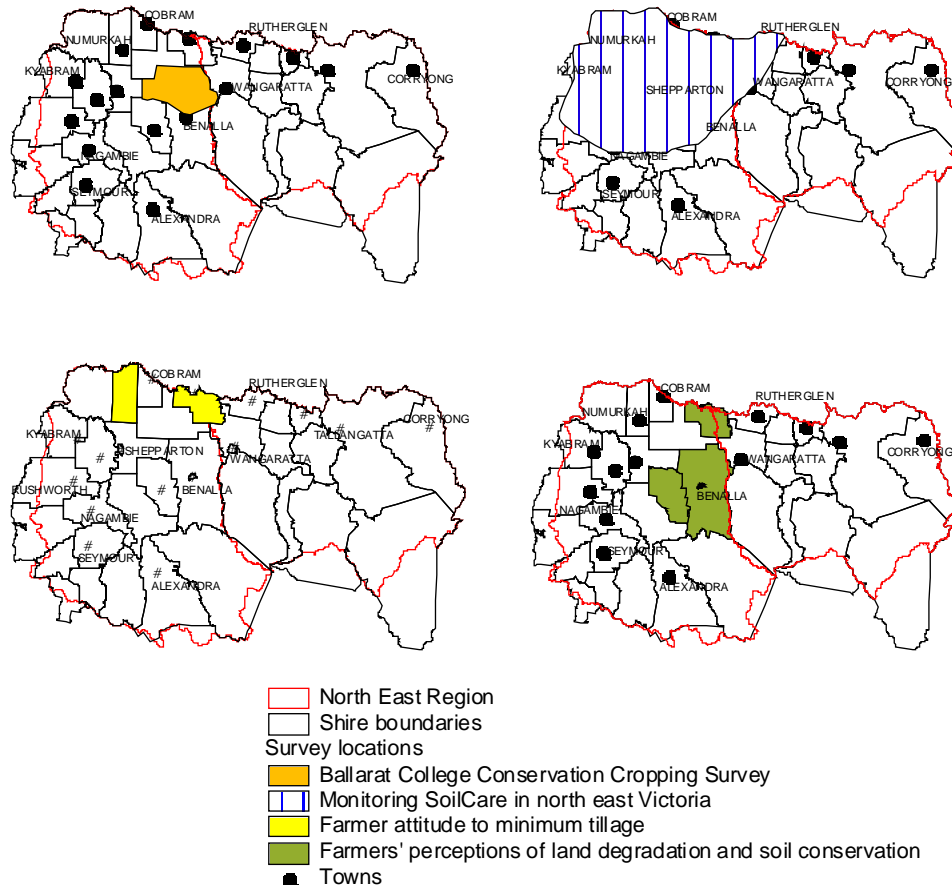 COBRAM
RUTHERGLEN
NUMURKAH
KYABRAM
CORRYONG
WANGARATTA
BENALLA
NAGAMBIE
SEYMOUR
ALEXANDRA
COBRAM
RUTHERGLEN
NUMURKAH
KYABRAM
WANGARATTA
CORRYONG
SHEPPARTON
BENALLA
NAGAMBIE
SEYMOUR
ALEXANDRA
COBRAM
RUTHERGLEN
CORRYONG
TALLANGATTA
KYABRAM
SHEPPARTON
WANGARATTA
RUSHWORTH
BENALLA
NAGAMBIE
SEYMOUR
ALEXANDRA
COBRAM
RUTHERGLEN
NUMURKAH
KYABRAM
WANGARATTA
CORRYONG
BENALLA
NAGAMBIE
SEYMOUR
ALEXANDRA
North East Region
Shire boundaries
Survey locations
Ballarat College Conservation Cropping Survey
Monitoring SoilCare in north east Victoria
Farmer attitude to minimum tillage
Farmers' perceptions of land degradation and soil conservation
Towns